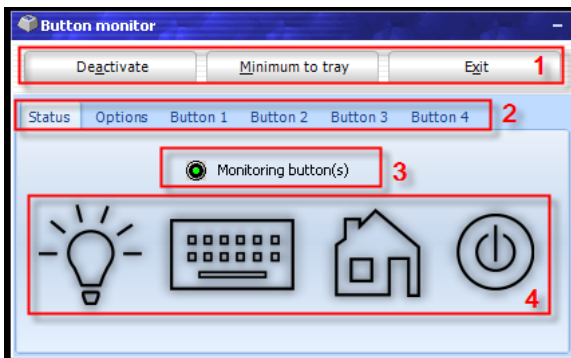 Button monitor
Deactivate Minimum to tray Exit 1
Status Options Button 1 Button 2 Button 3 Button 4 2
Monitoring button(s) 3
4